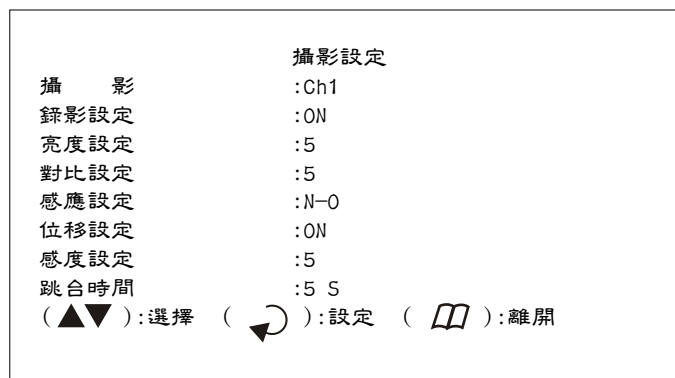 攝影設定
攝　　影 :Ch1
錄影設定 :ON
亮度設定 :5
對比設定 :5
感應設定 :N-O
位移設定 :ON
感度設定 :5
跳台時間 :5 S
(▲▼):選擇 ( ):設定 ( ):離開